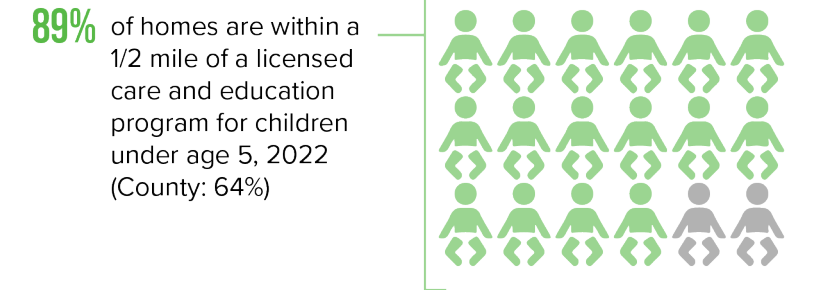 89% of homes are within a
1/2 mile of a licensed
care and education
program for children
under age 5, 2022
(County: 64%)